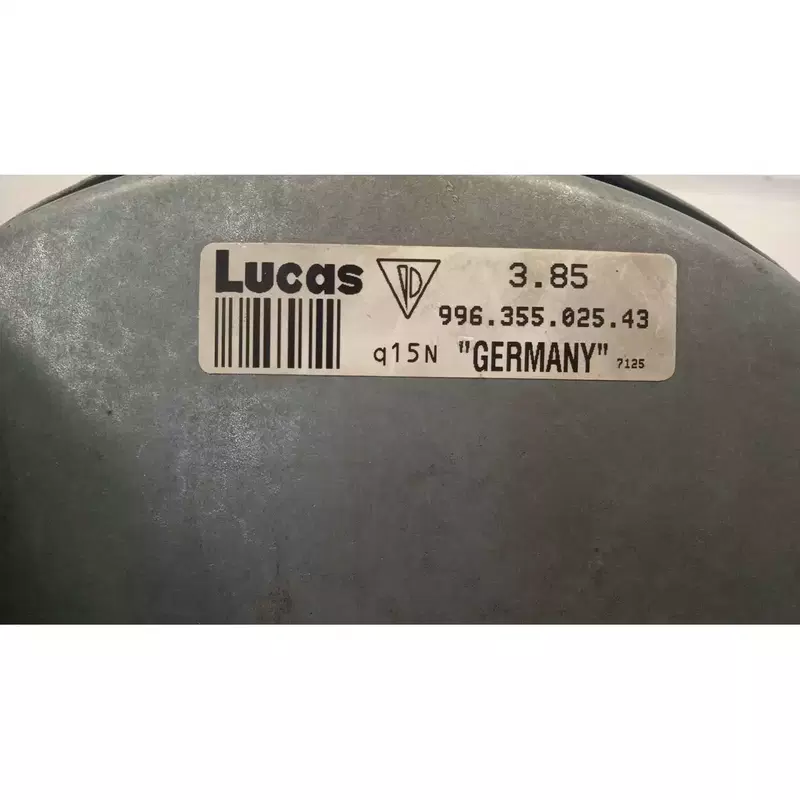 Lucas 3.85
996.355.025.43
q15N "GERMANY" 7125